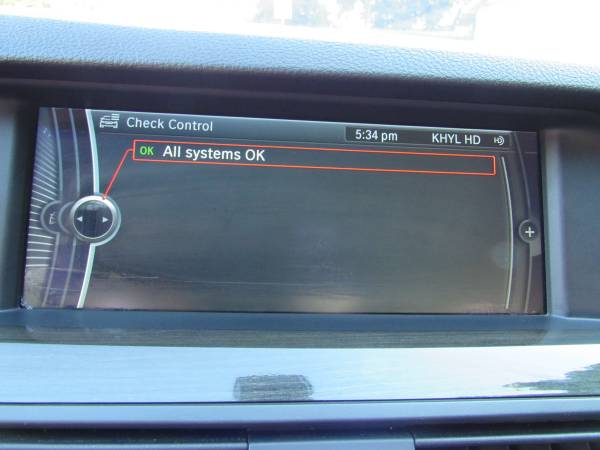 Check Control
5:34 pm
KHYL HD
OK All systems OK
+